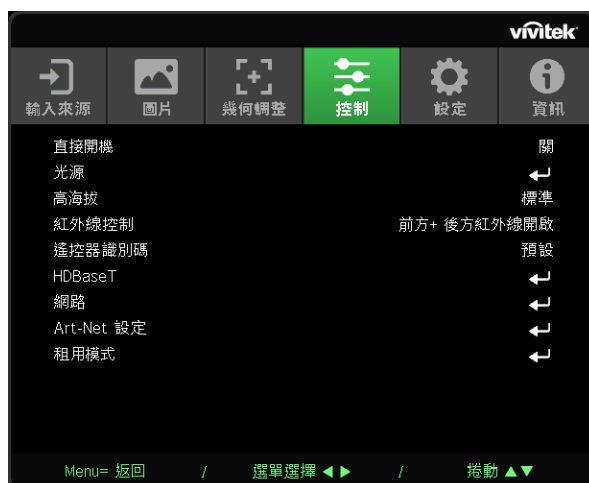 vivitek
輸入來源 圖片 幾何調整 控制 設定 資訊
直接開機 關
光源
高海拔 標準
紅外線控制 前方+ 後方紅外線開啟
遙控器識別碼 預設
HDBaseT
網路
Art-Net 設定
租用模式
Menu= 返回 / 選單選擇 ◀ ▶ / 捲動 ▲▼